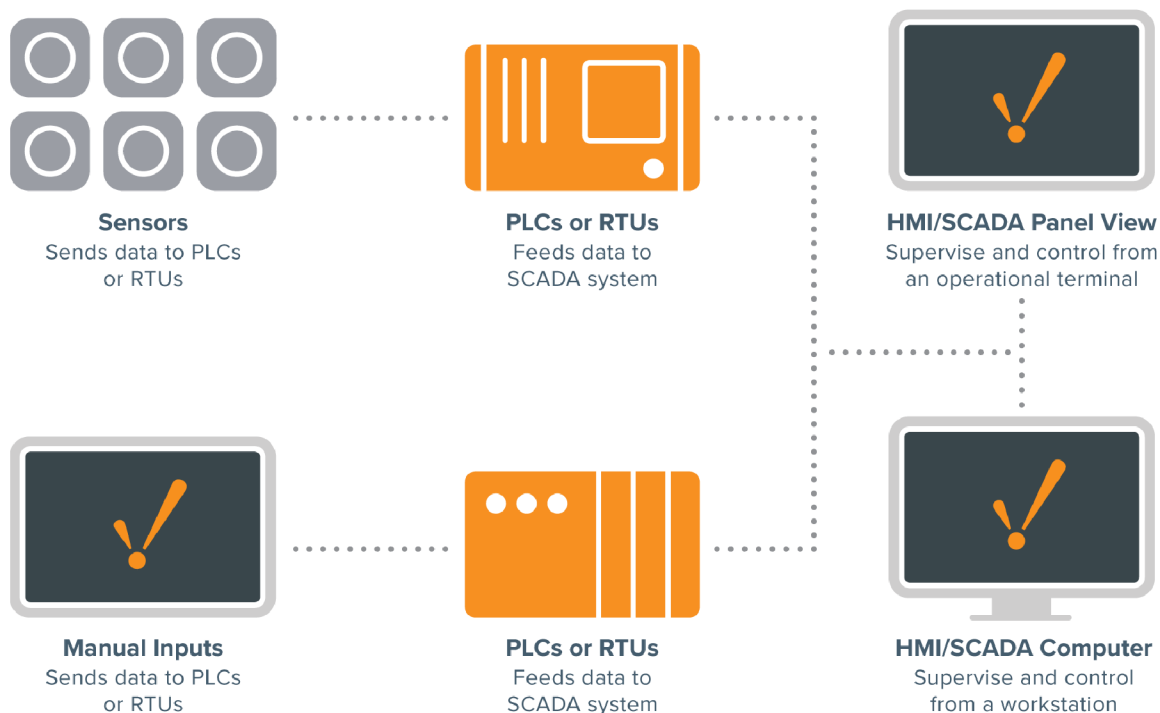 Sensors
Sends data to PLCs
or RTUs
PLCs or RTUs
Feeds data to
SCADA system
HMI/SCADA Panel View
Supervise and control from
an operational terminal
Manual Inputs
Sends data to PLCs
or RTUs
PLCs or RTUs
Feeds data to
SCADA system
HMI/SCADA Computer
Supervise and control
from a workstation